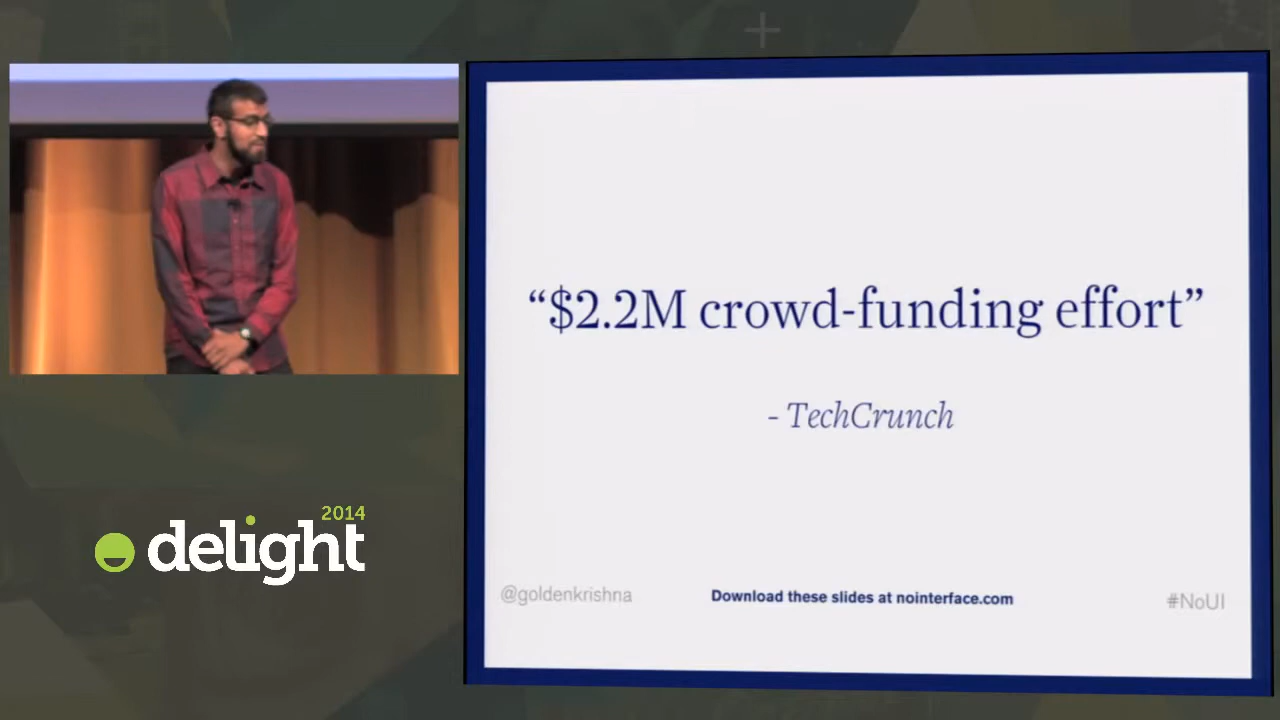 “$2.2M crowd-funding effort”
- TechCrunch
@goldenkrishna
Download these slides at nointerface.com
#NoUI
2014
delight